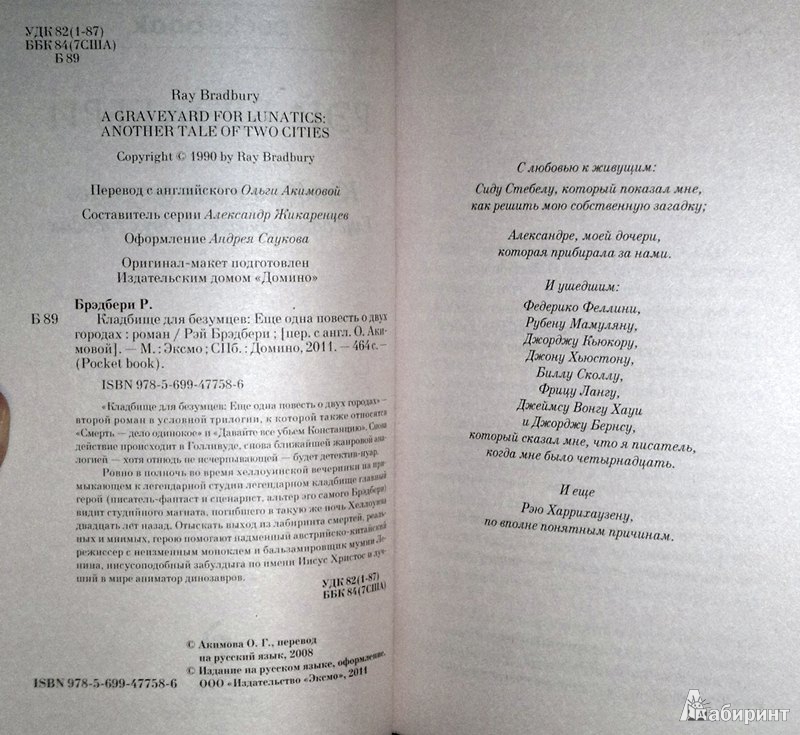 УДК 82(1-87)
ББК 84(7США)
Б 89
Ray Bradbury
A GRAVEYARD FOR LUNATICS:
ANOTHER TALE OF TWO CITIES
Copyright © 1990 by Ray Bradbury
Перевод с английского Ольги Акимовой
Составитель серии Александр Жикаренцев
Оформление Андрея Саукова
Оригинал-макет подготовлен
Издательским домом «Домино»
Брэдбери Р.
Б 89 Кладбище для безумцев: Еще одна повесть о двух
городах : роман / Рэй Брэдбери ; [пер. с англ. О. Аки-
мовой]. — М. : Эксмо ; СПб. : Домино, 2011. — 464 с. —
(Pocket book).
ISBN 978-5-699-47758-6
«Кладбище для безумцев: Еще одна повесть о двух городах» —
второй роман в условной трилогии, к которой также относятся
«Смерть — дело одинокое» и «Давайте все убьем Констанцию». Снова
действие происходит в Голливуде, снова ближайшей жанровой ана-
логией — хотя отнюдь не исчерпывающей — будет детектив-нуар.
Ровно в полночь во время хеллоуинской вечеринки на при-
мыкающем к легендарной студии легендарном кладбище главный
герой (писатель-фантаст и сценарист, альтер эго самого Брэдбери)
видит студийного магната, погибшего в такую же ночь Хеллоуина
двадцать лет назад. Отыскать выход из лабиринта смертей, реаль-
ных и мнимых, герою помогают надменный австрийско-китайский
режиссер с неизменным моноклем и бальзамировщик мумии Ле-
нина, иисусоподобный забулдыга по имени Иисус Христос и луч-
ший в мире аниматор динозавров.
УДК 82(1-87)
ББК 84(7США)
© Акимова О. Г., перевод
на русский язык, 2008
© Издание на русском языке, оформление.
ООО «Издательство «Эксмо», 2011
ISBN 978-5-699-47758-6
С любовью к живущим:
Сиду Стебелу, который показал мне,
как решить мою собственную загадку;
Александре, моей дочери,
которая прибирала за нами.
И ушедшим:
Федерико Феллини,
Рубену Мамуляну,
Джорджу Кьюкору,
Джону Хьюстону,
Биллу Сколлу,
Фрицу Лангу,
Джеймсу Вонгу Хауи
и Джорджу Бернсу,
который сказал мне, что я писатель,
когда мне было четырнадцать.
И еще
Рэю Харрихаузену,
по вполне понятным причинам.
Лабиринт